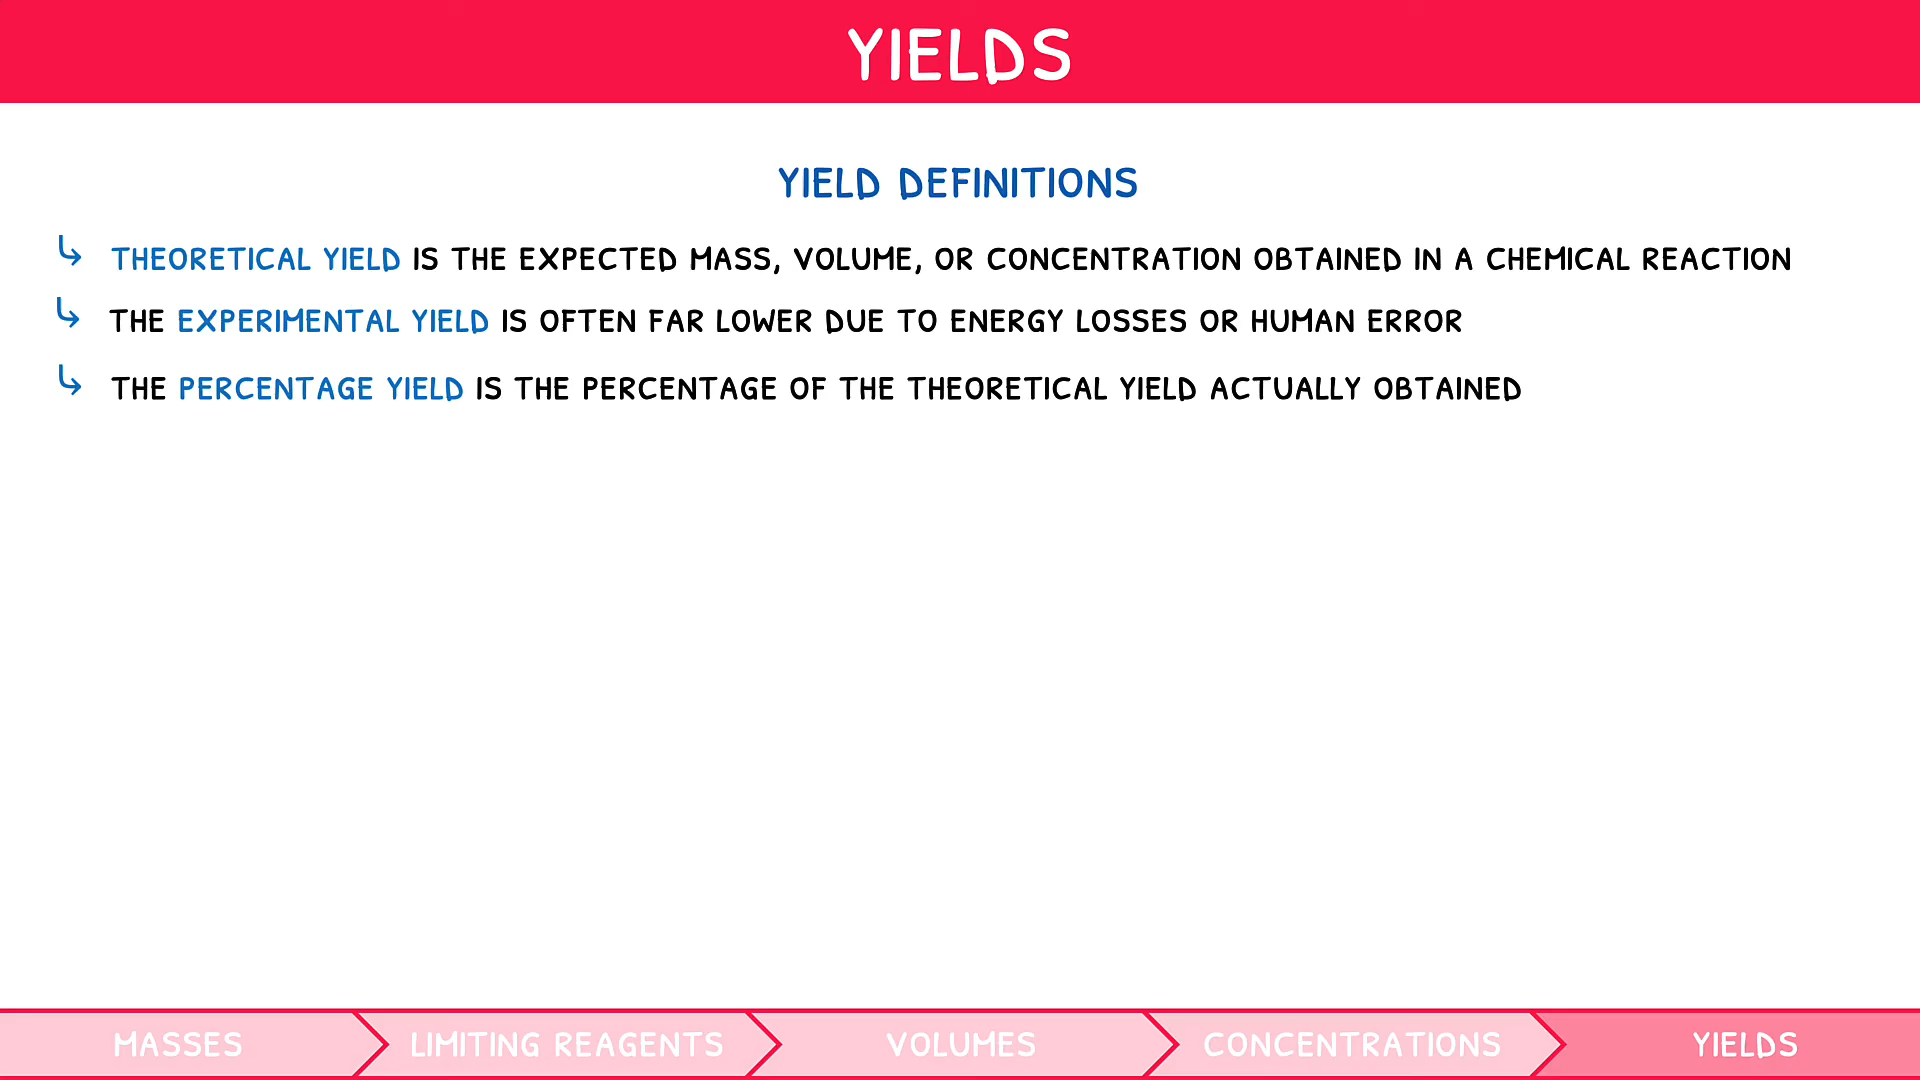 YIELDS
YIELD DEFINITIONS
THEORETICAL YIELD IS THE EXPECTED MASS, VOLUME, OR CONCENTRATION OBTAINED IN A CHEMICAL REACTION
THE EXPERIMENTAL YIELD IS OFTEN FAR LOWER DUE TO ENERGY LOSSES OR HUMAN ERROR
THE PERCENTAGE YIELD IS THE PERCENTAGE OF THE THEORETICAL YIELD ACTUALLY OBTAINED
MASSES LIMITING REAGENTS VOLUMES CONCENTRATIONS YIELDS